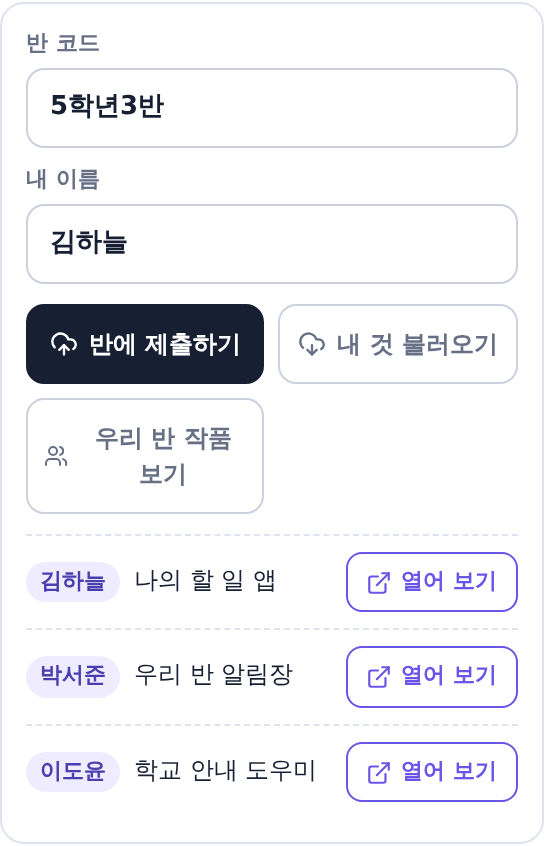 반 코드
5학년3반
내 이름
김하늘
반에 제출하기
내 것 불러오기
우리 반 작품
보기
김하늘 나의 할 일 앱 열어 보기
박서준 우리 반 알림장 열어 보기
이도윤 학교 안내 도우미 열어 보기